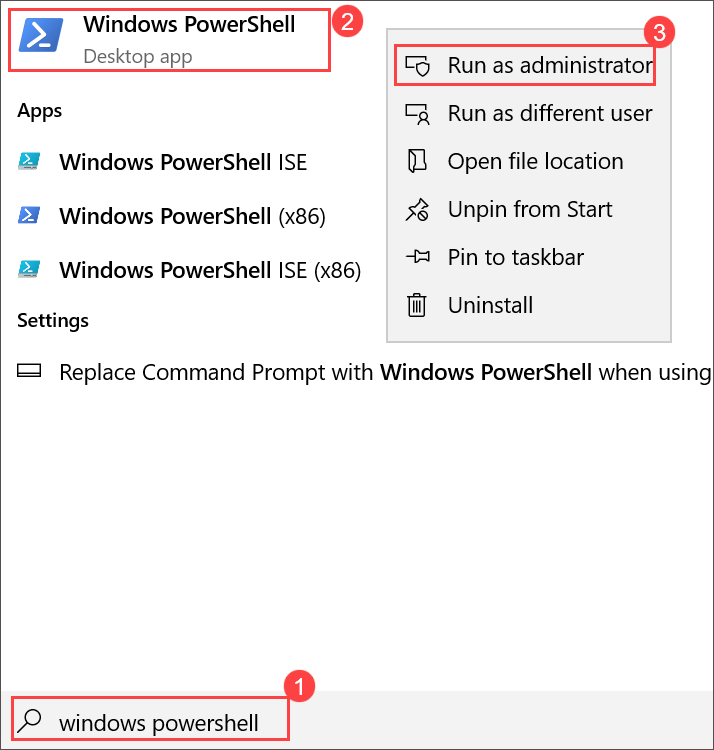 Windows PowerShell
Desktop app
2
Apps
Windows PowerShell ISE
Windows PowerShell (x86)
Windows PowerShell ISE (x86)
Settings
Replace Command Prompt with Windows PowerShell when using
3
Run as administrator
Run as different user
Open file location
Unpin from Start
Pin to taskbar
Uninstall
1
windows powershell